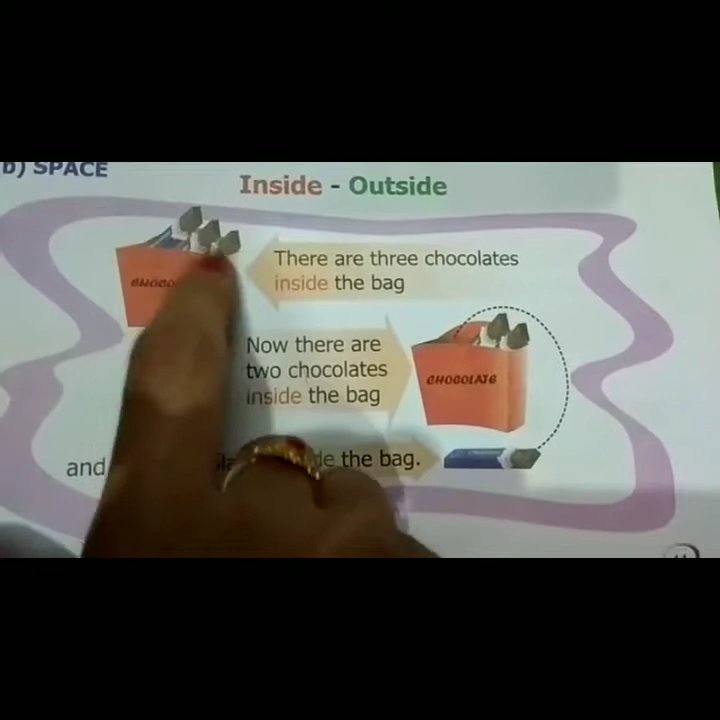 b) SPACE
Inside - Outside
There are three chocolates
inside the bag
Now there are
two chocolates
inside the bag
CHOCOLATE
and the bag.